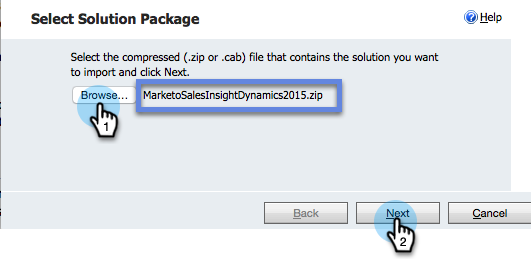 Select Solution Package
Help
Select the compressed (.zip or .cab) file that contains the solution you want
to import and click Next.
Browse... MarketoSalesInsightDynamics2015.zip
1
Back Next Cancel
2